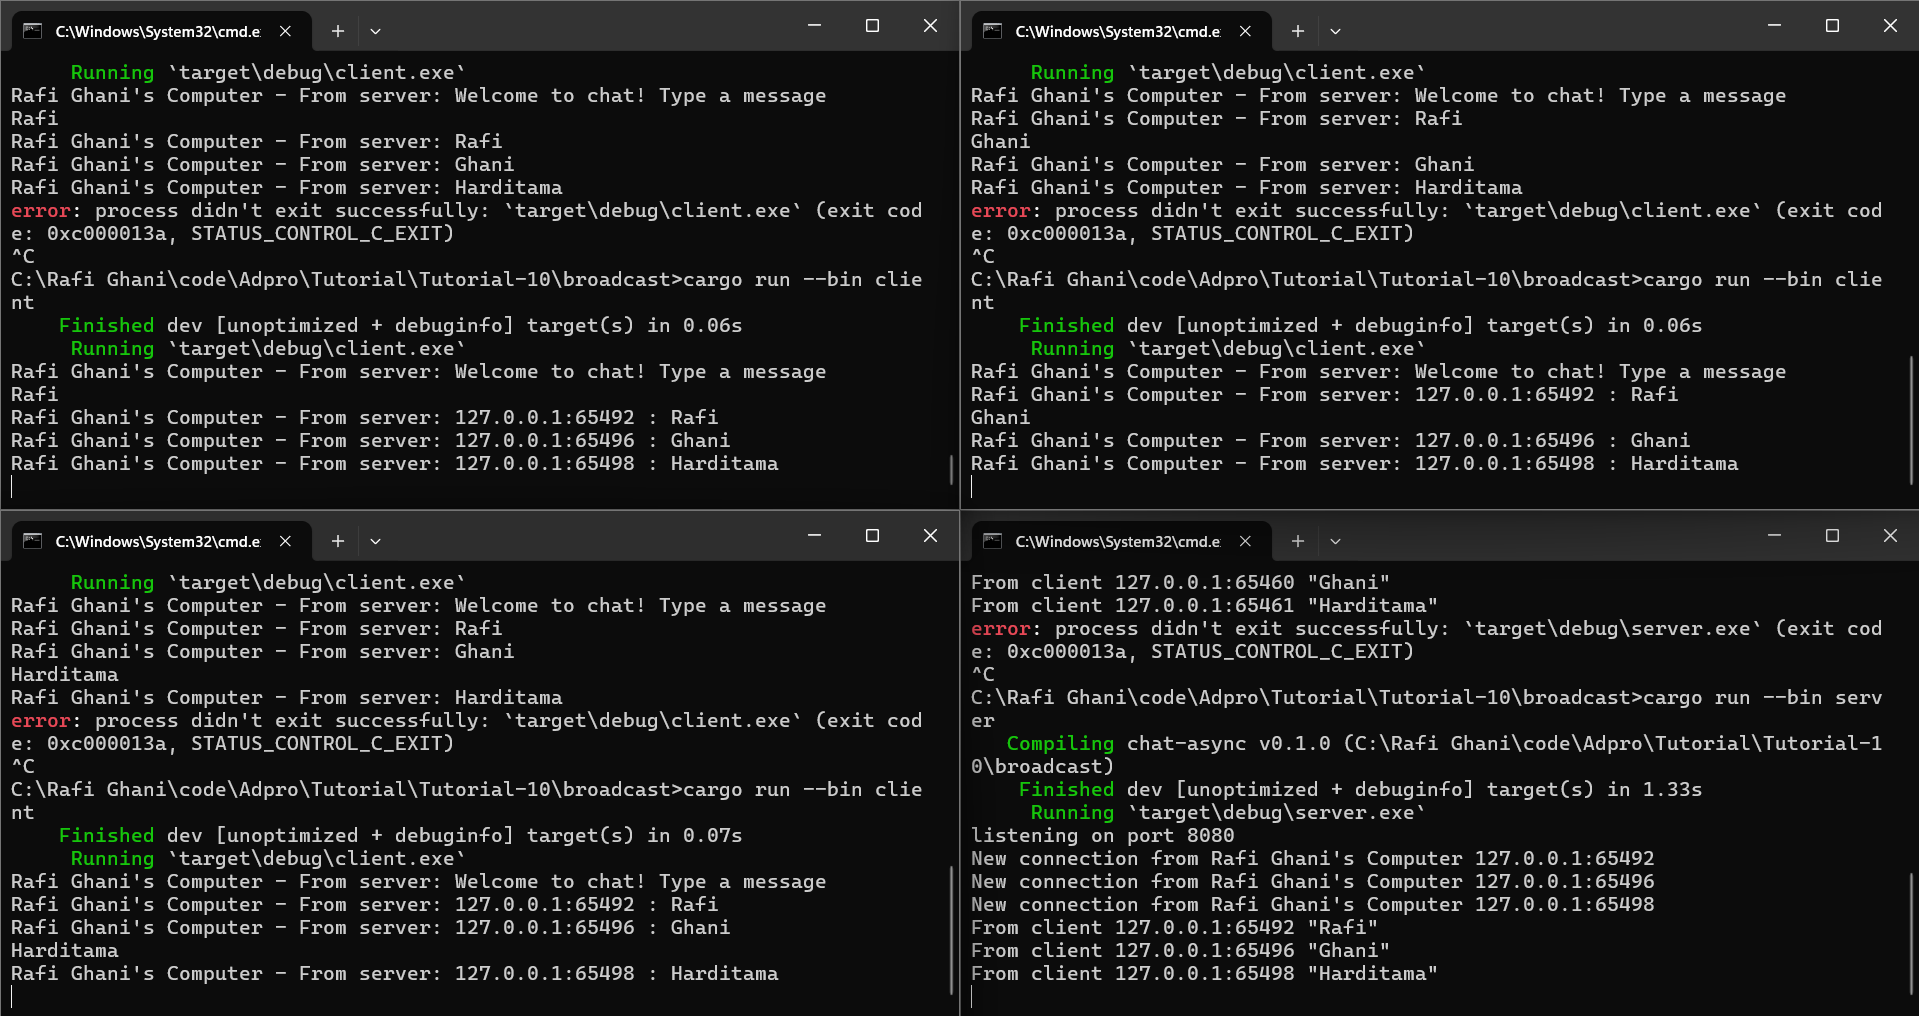 C:\Windows\System32\cmd.e
Running `target\debug\client.exe`
Rafi Ghani's Computer - From server: Welcome to chat! Type a message
Rafi
Rafi Ghani's Computer - From server: Rafi
Rafi Ghani's Computer - From server: Ghani
Rafi Ghani's Computer - From server: Harditama
error: process didn't exit successfully: `target\debug\client.exe` (exit cod
e: 0xc000013a, STATUS_CONTROL_C_EXIT)
^C
C:\Rafi Ghani\code\Adpro\Tutorial\Tutorial-10\broadcast>cargo run --bin clie
nt
Finished dev [unoptimized + debuginfo] target(s) in 0.06s
Running `target\debug\client.exe`
Rafi Ghani's Computer - From server: Welcome to chat! Type a message
Rafi
Rafi Ghani's Computer - From server: 127.0.0.1:65492 : Rafi
Rafi Ghani's Computer - From server: 127.0.0.1:65496 : Ghani
Rafi Ghani's Computer - From server: 127.0.0.1:65498 : Harditama
C:\Windows\System32\cmd.e
Running `target\debug\client.exe`
Rafi Ghani's Computer - From server: Welcome to chat! Type a message
Rafi Ghani's Computer - From server: Rafi
Ghani
Rafi Ghani's Computer - From server: Ghani
Rafi Ghani's Computer - From server: Harditama
error: process didn't exit successfully: `target\debug\client.exe` (exit cod
e: 0xc000013a, STATUS_CONTROL_C_EXIT)
^C
C:\Rafi Ghani\code\Adpro\Tutorial\Tutorial-10\broadcast>cargo run --bin clie
nt
Finished dev [unoptimized + debuginfo] target(s) in 0.06s
Running `target\debug\client.exe`
Rafi Ghani's Computer - From server: Welcome to chat! Type a message
Rafi Ghani's Computer - From server: 127.0.0.1:65492 : Rafi
Ghani
Rafi Ghani's Computer - From server: 127.0.0.1:65496 : Ghani
Rafi Ghani's Computer - From server: 127.0.0.1:65498 : Harditama
C:\Windows\System32\cmd.e
Running `target\debug\client.exe`
Rafi Ghani's Computer - From server: Welcome to chat! Type a message
Rafi Ghani's Computer - From server: Rafi
Rafi Ghani's Computer - From server: Ghani
Harditama
Rafi Ghani's Computer - From server: Harditama
error: process didn't exit successfully: `target\debug\client.exe` (exit cod
e: 0xc000013a, STATUS_CONTROL_C_EXIT)
^C
C:\Rafi Ghani\code\Adpro\Tutorial\Tutorial-10\broadcast>cargo run --bin clie
nt
Finished dev [unoptimized + debuginfo] target(s) in 0.07s
Running `target\debug\client.exe`
Rafi Ghani's Computer - From server: Welcome to chat! Type a message
Rafi Ghani's Computer - From server: 127.0.0.1:65492 : Rafi
Rafi Ghani's Computer - From server: 127.0.0.1:65496 : Ghani
Harditama
Rafi Ghani's Computer - From server: 127.0.0.1:65498 : Harditama
C:\Windows\System32\cmd.e
From client 127.0.0.1:65460 "Ghani"
From client 127.0.0.1:65461 "Harditama"
error: process didn't exit successfully: `target\debug\server.exe` (exit cod
e: 0xc000013a, STATUS_CONTROL_C_EXIT)
^C
C:\Rafi Ghani\code\Adpro\Tutorial\Tutorial-10\broadcast>cargo run --bin serv
er
Compiling chat-async v0.1.0 (C:\Rafi Ghani\code\Adpro\Tutorial\Tutorial-1
0\broadcast)
Finished dev [unoptimized + debuginfo] target(s) in 1.33s
Running `target\debug\server.exe`
listening on port 8080
New connection from Rafi Ghani's Computer 127.0.0.1:65492
New connection from Rafi Ghani's Computer 127.0.0.1:65496
New connection from Rafi Ghani's Computer 127.0.0.1:65498
From client 127.0.0.1:65492 "Rafi"
From client 127.0.0.1:65496 "Ghani"
From client 127.0.0.1:65498 "Harditama"